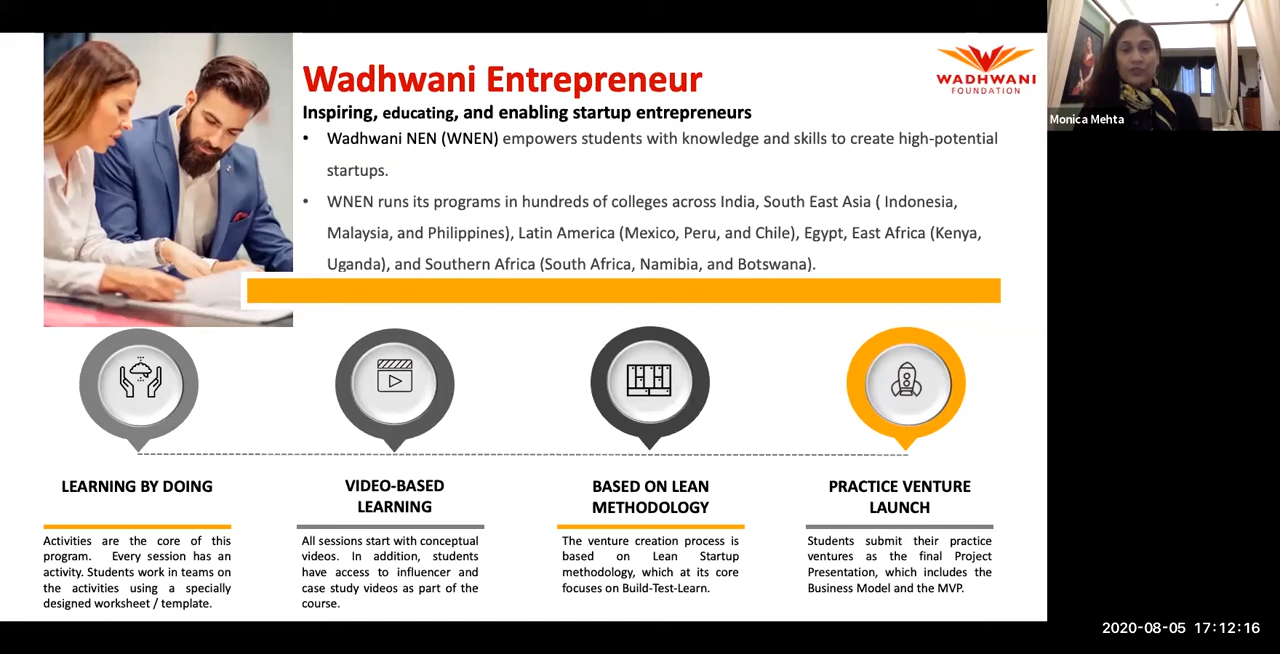 Wadhwani Entrepreneur
WADHWANI
FOUNDATION
Monica Mehta
Inspiring, educating, and enabling startup entrepreneurs
• Wadhwani NEN (WNEN) empowers students with knowledge and skills to create high-potential
startups.
• WNEN runs its programs in hundreds of colleges across India, South East Asia ( Indonesia,
Malaysia, and Philippines), Latin America (Mexico, Peru, and Chile), Egypt, East Africa (Kenya,
Uganda), and Southern Africa (South Africa, Namibia, and Botswana).
LEARNING BY DOING
Activities are the core of this
program. Every session has an
activity. Students work in teams on
the activities using a specially
designed worksheet / template.
VIDEO-BASED
LEARNING
All sessions start with conceptual
videos. In addition, students
have access to influencer and
case study videos as part of the
course.
BASED ON LEAN
METHODOLOGY
The venture creation process is
based on Lean Startup
methodology, which at its core
focuses on Build-Test-Learn.
PRACTICE VENTURE
LAUNCH
Students submit their practice
ventures as the final Project
Presentation, which includes the
Business Model and the MVP.
2020-08-05 17:12:16